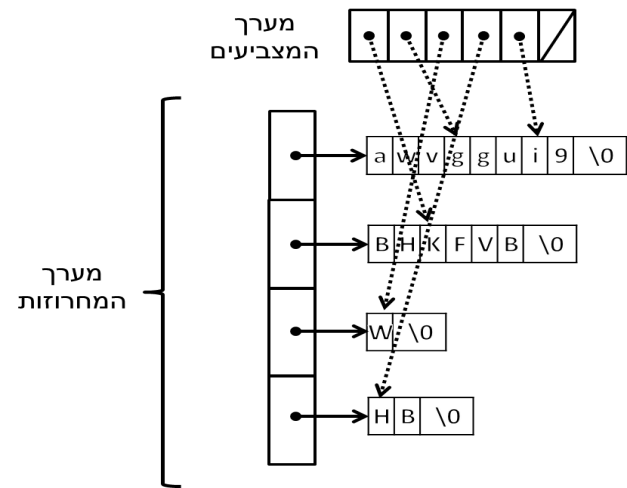 מערך
המצביעים
a w v g g u i 9 \0
B H K F V B \0
מערך
המחרוזות
W \0
H B \0